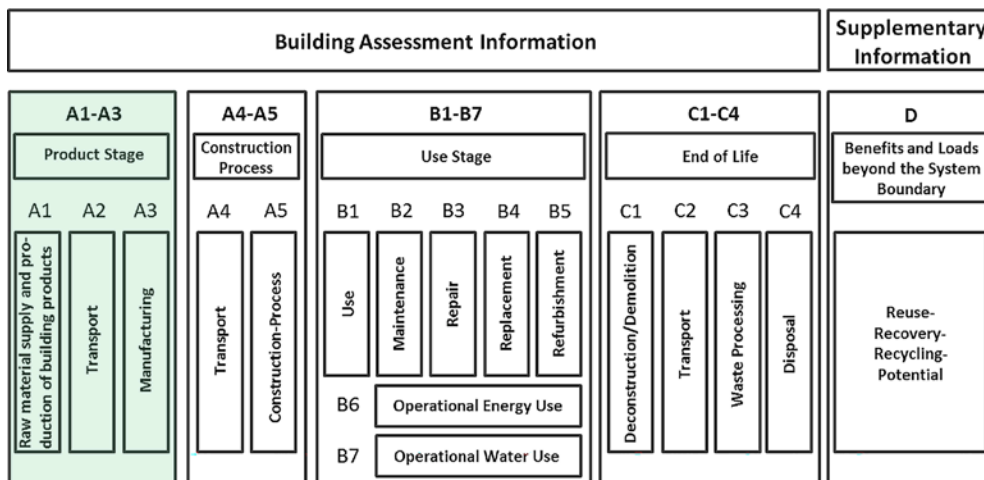 Building Assessment Information
Supplementary
Information
A1-A3
Product Stage
A1
A2
A3
Raw material supply and pro-
duction of building products
Transport
Manufacturing
A4-A5
Construction
Process
A4
A5
Transport
Construction-Process
B1-B7
Use Stage
B1
B2
B3
B4
B5
Use
Maintenance
Repair
Replacement
Refurbishment
B6
Operational Energy Use
B7
Operational Water Use
C1-C4
End of Life
C1
C2
C3
C4
Deconstruction/Demolition
Transport
Waste Processing
Disposal
D
Benefits and Loads
beyond the System
Boundary
Reuse-
Recovery-
Recycling-
Potential